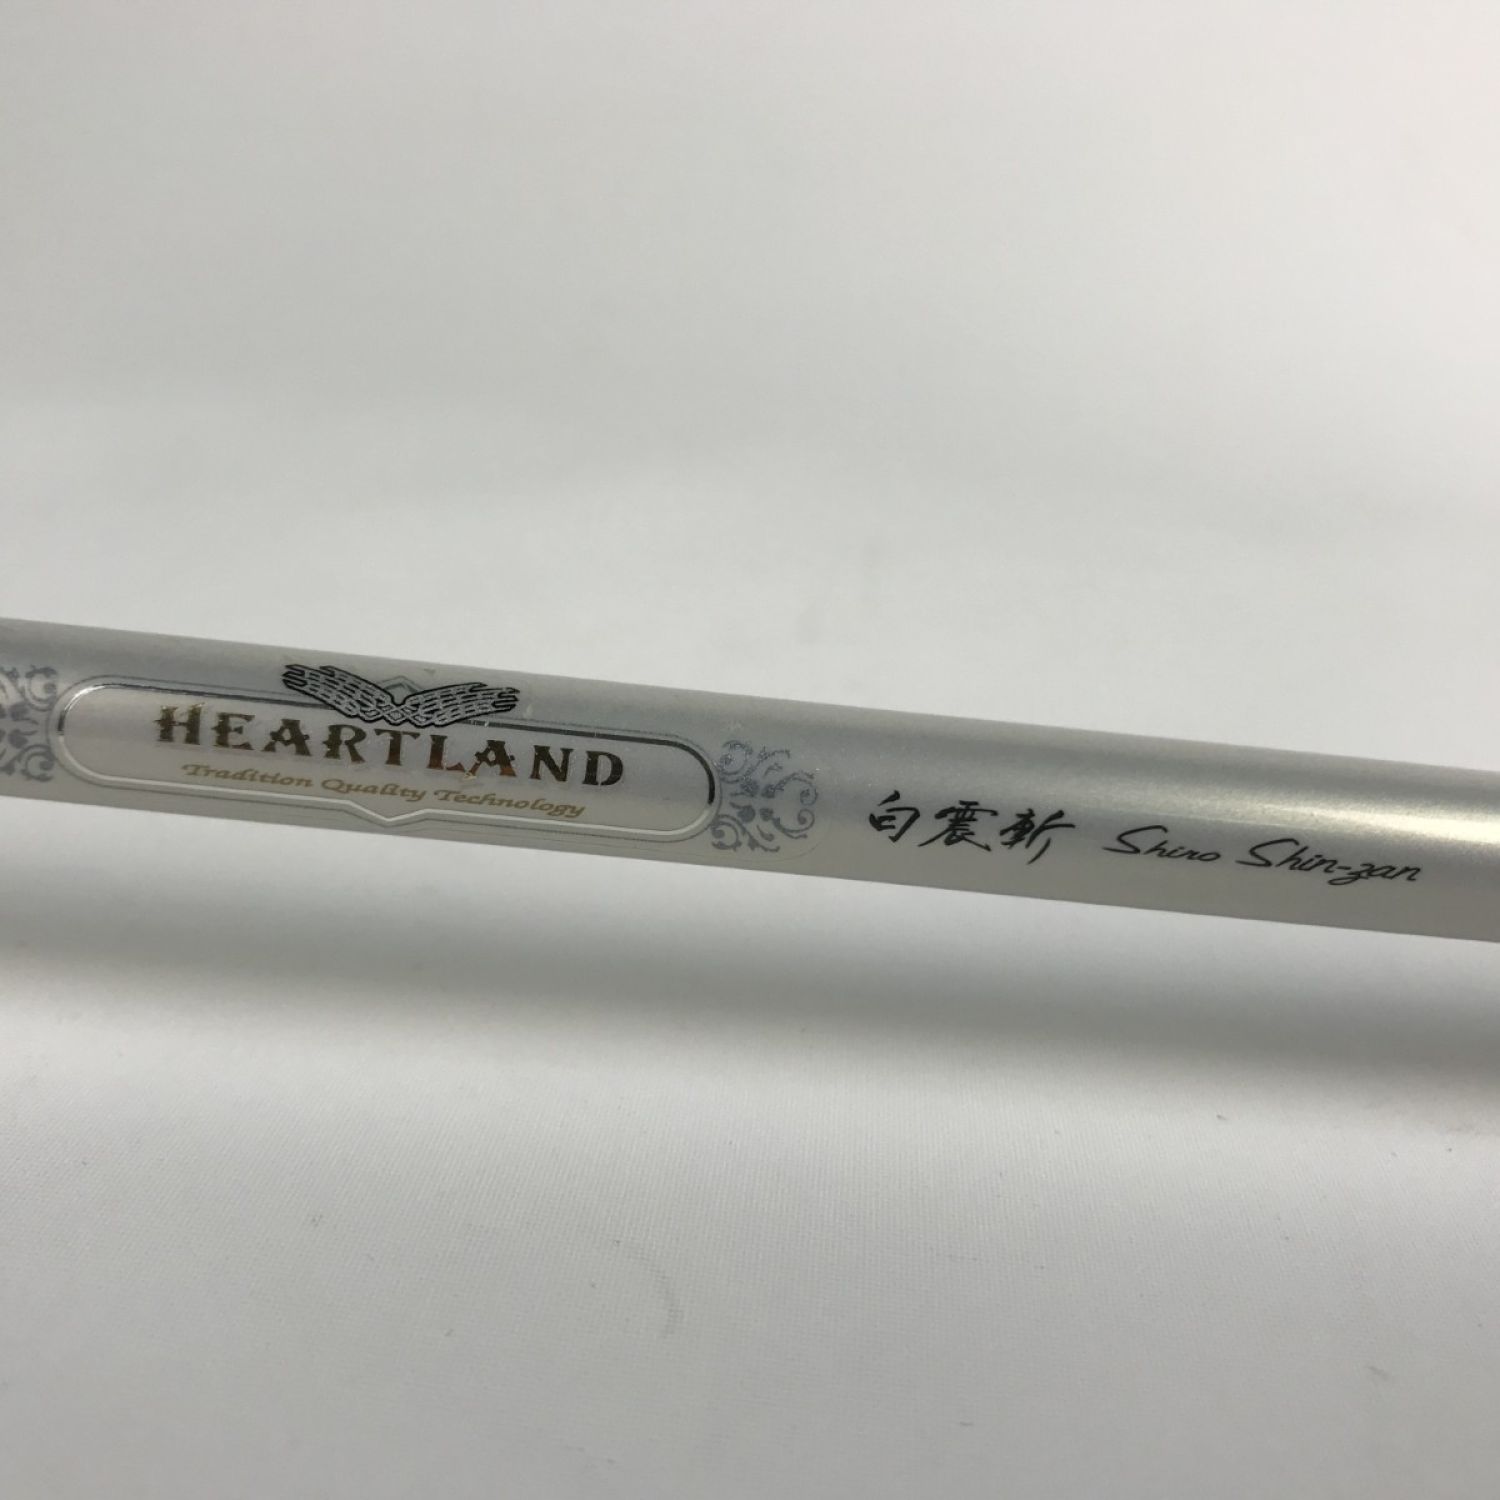 HEARTLAND
Tradition Quality Technology
白震斬 Shiro Shin-zan